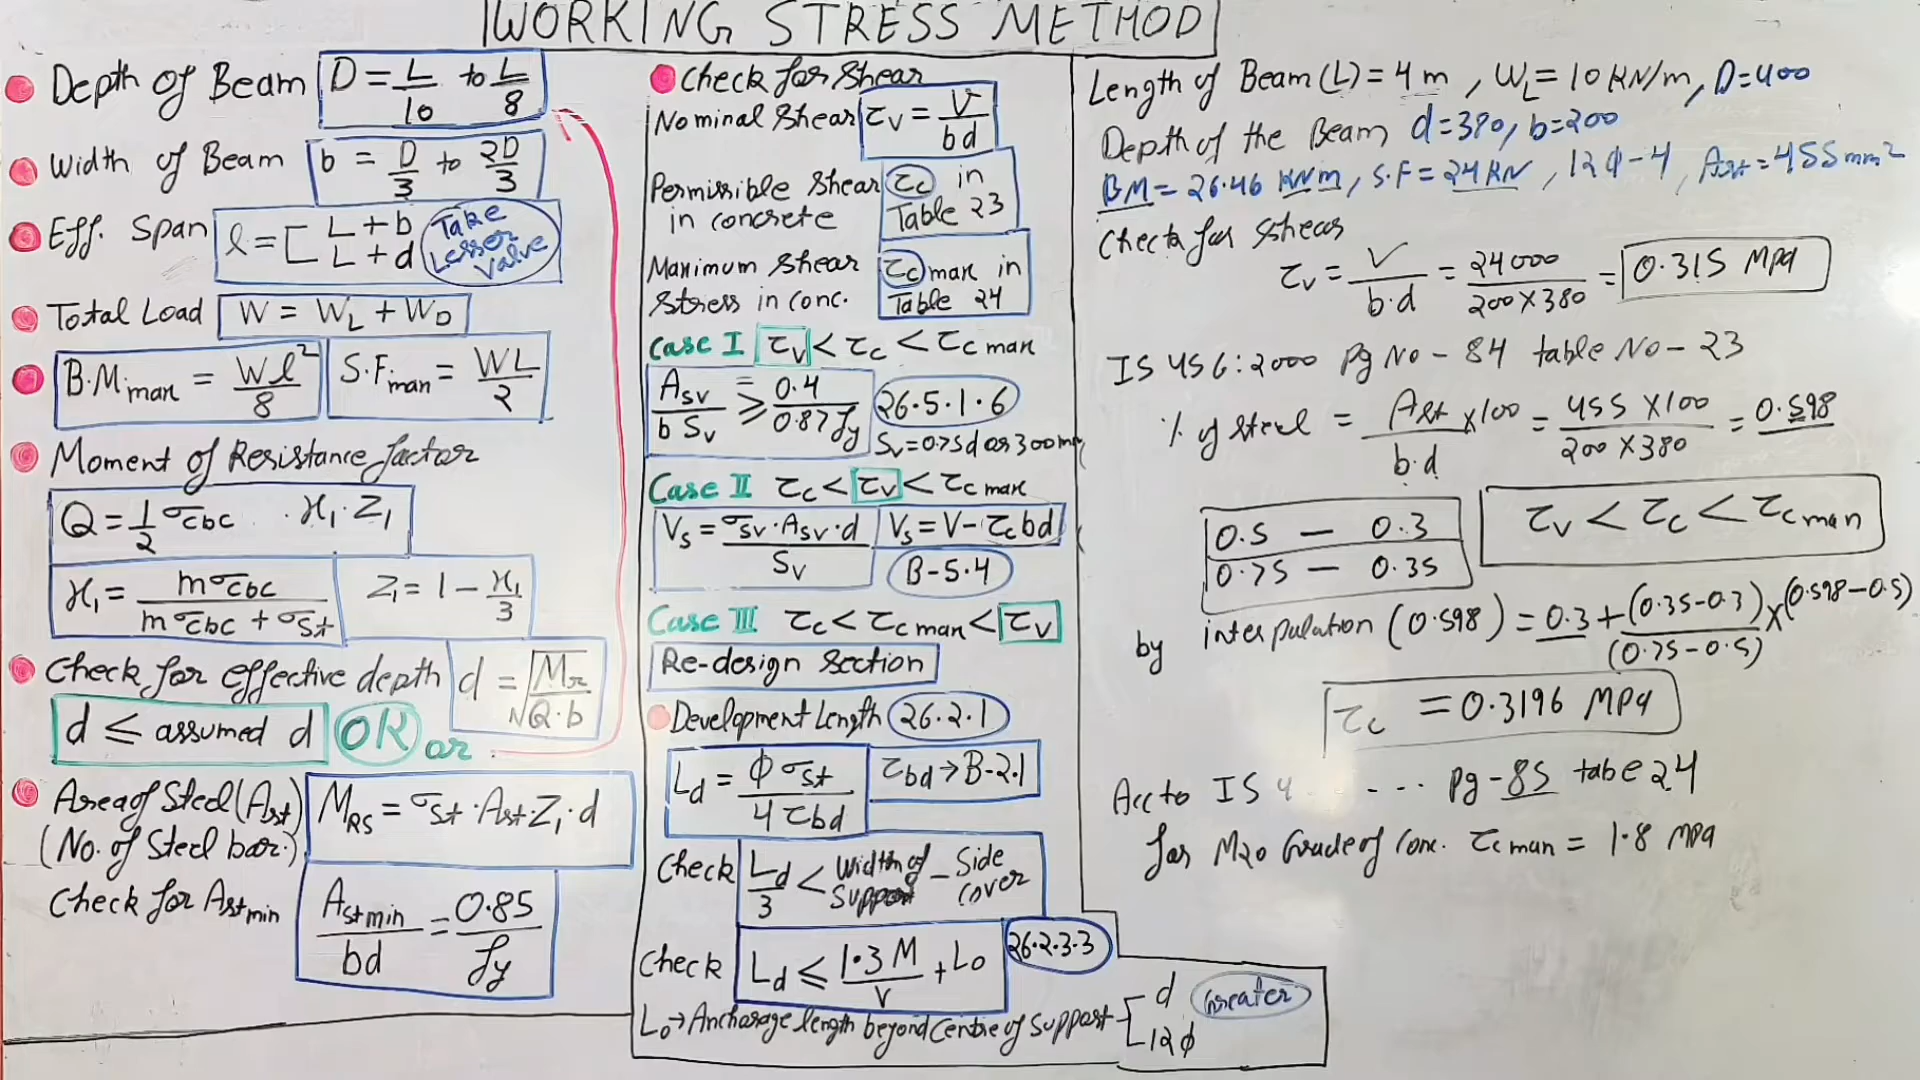 WORKING STRESS METHOD
Depth of Beam D = L/10 to L/8
Width of Beam b = D/3 to 2D/3
Eff. Span l = [ L+b
L+d
Take Lesser Value
Total Load W = WL + WD
B.M.max = Wl²/8 S.F.max = WL/2
Moment of Resistance factor
Q = 1/2 σcbc . x1 . Z1
x1 = mσcbc / mσcbc + σst Z1 = 1 - x1/3
Check for effective depth d = √Mr/Q.b
d ≤ assumed d OK or
Area of Steel (Ast) MRS = σst . Ast . Z1 . d
(No. of Steel bar.)
Check for Astmin Astmin/bd = 0.85/fy
Check for Shear
Nominal Shear τv = V/bd
Permissible Shear τc in
in concrete Table 23
Maximum Shear τc max in
Stress in conc. Table 24
Case I τv < τc < τc max
Asv/b Sv ≥ 0.4/0.87fy 26.5.1.6
Sv = 0.75d or 300mm
Case II τc < τv < τc max
Vs = σsv . Asv . d / Sv Vs = V - τc bd
B-5.4
Case III τc < τc max < τv
Re-design Section
Development Length 26.2.1
Ld = φ σst / 4 τbd τbd → B-2.1
Check Ld/3 < Width of Support - Side cover
Check Ld ≤ 1.3 M/V + Lo 26.2.3.3
Lo → Ancharage length beyond Centre of Support [ d
12φ
Greater
Length of Beam (L) = 4 m , WL = 10 KN/m, D=400
Depth of the Beam d=380, b=200
BM = 26.46 KNm, S.F = 24 KN , 12φ-4, Ast = 455mm²
Check for Sshear
τv = V/b.d = 24000/200 X 380 = 0.315 Mpa
IS 456:2000 Pg No - 84 table No - 23
% of steel = Ast/b.d x100 = 455 X 100/200 X 380 = 0.598
0.5 — 0.3
0.75 — 0.35
τv < τc < τc max
by interpulation (0.598) = 0.3 + (0.35-0.3)/(0.75-0.5) x (0.598-0.5)
τc = 0.3196 MPa
Acc to IS 4 - - - Pg - 85 tabe 24
for M20 Grade of conc. τc max = 1.8 mpa